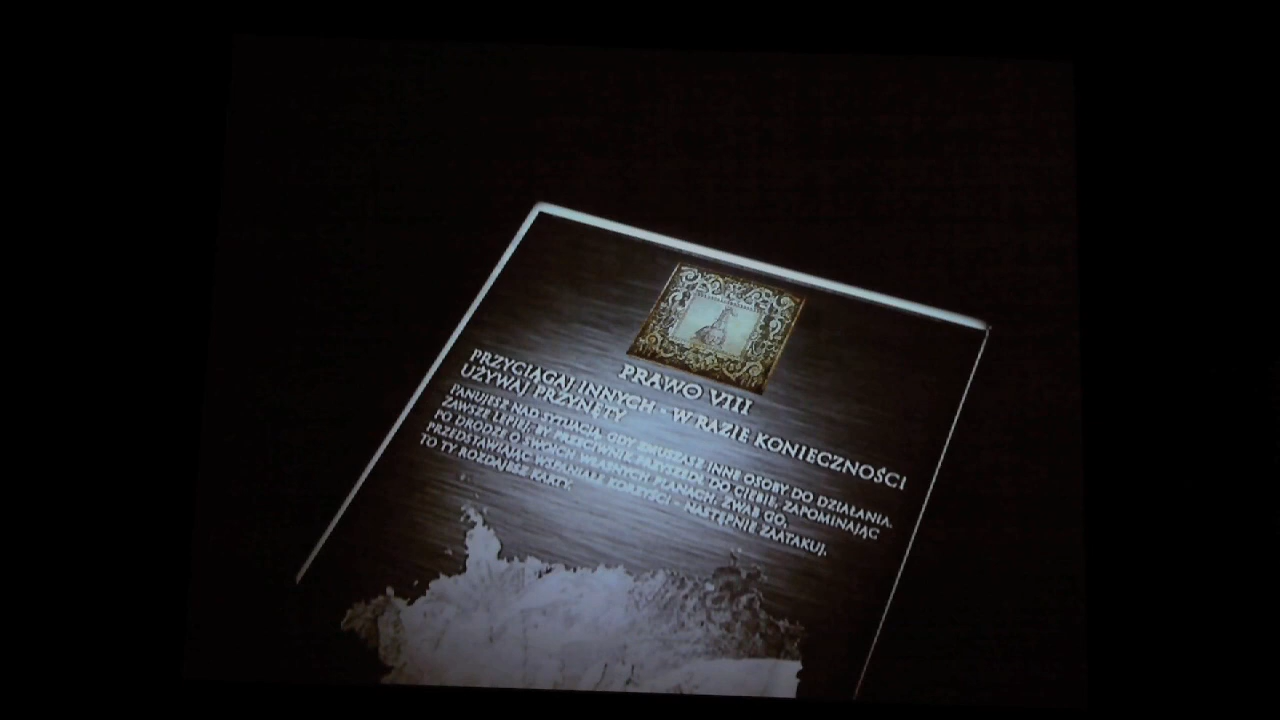 PRAWO VIII
PRZYCIĄGAJ INNYCH - W RAZIE KONIECZNOŚCI
UŻYWAJ PRZYNĘTY
PANUJESZ NAD SYTUACJĄ, GDY ZMUSZASZ INNE OSOBY DO DZIAŁANIA.
ZAWSZE LEPIEJ, BY PRZECIWNIK PRZYSZEDŁ DO CIEBIE, ZAPOMINAJĄC
PO DRODZE O SWOICH WŁASNYCH PLANACH. ZWAB GO,
PRZEDSTAWIAJĄC WSPANIAŁE KORZYŚCI - NASTĘPNIE ZAATAKUJ.
TO TY ROZDAJESZ KARTY.